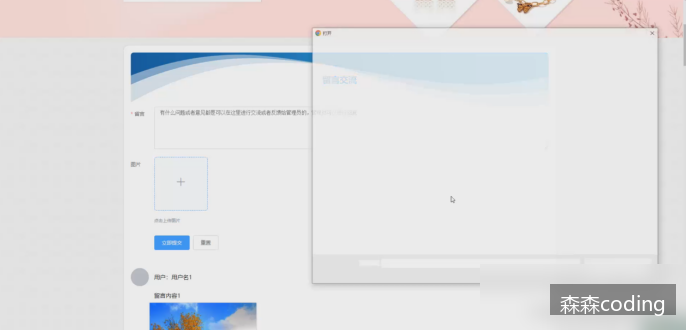 打开
留言交流
* 留言
有什么问题或者意见都是可以在这里进行交流或者反馈给管理员的，
图片
点击上传图片
立即提交
重置
用户：用户名1
留言内容1
森森coding